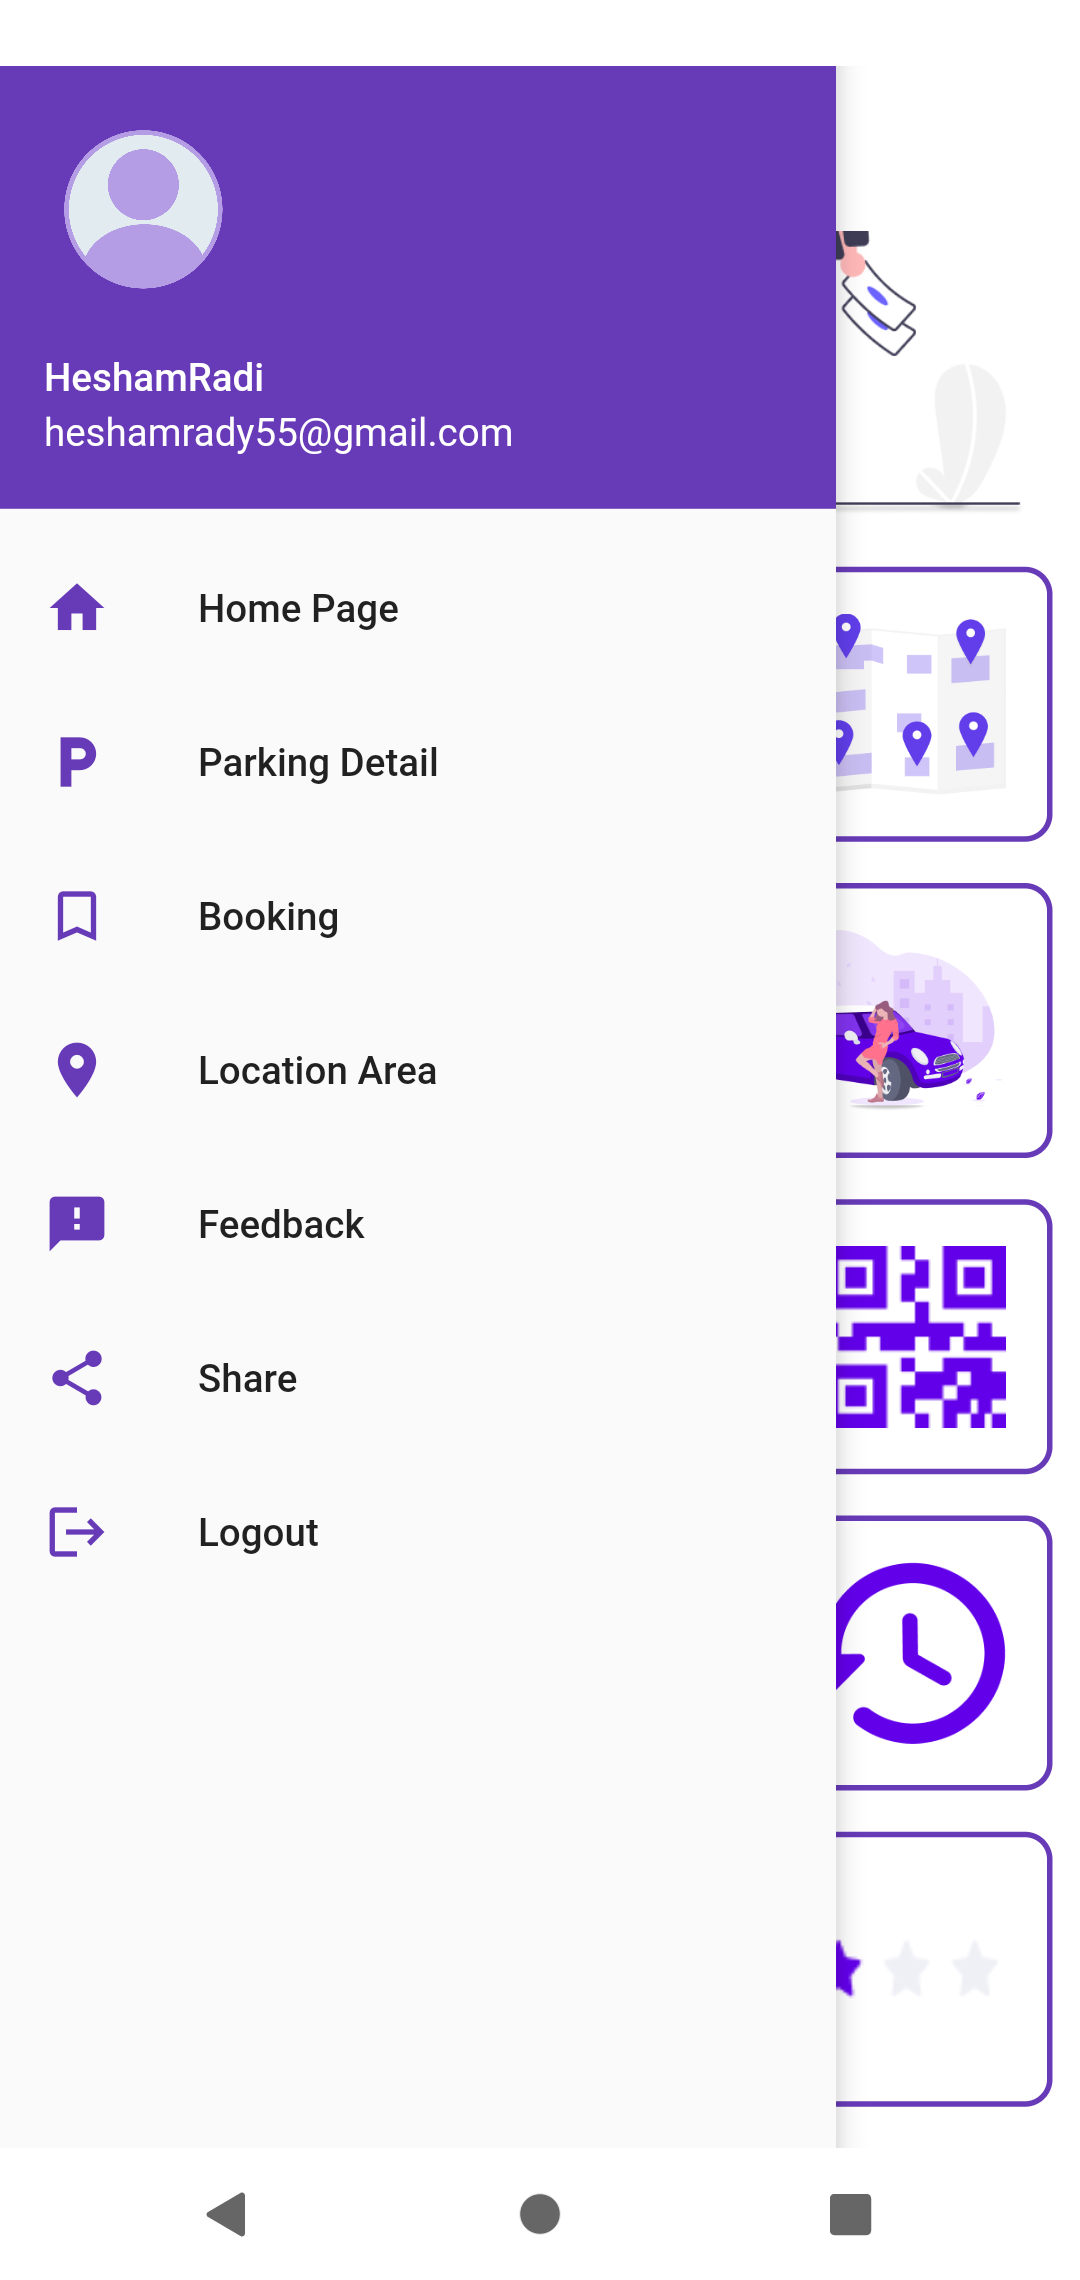 HeshamRadi
heshamrady55@gmail.com
Home Page
Parking Detail
Booking
Location Area
Feedback
Share
Logout